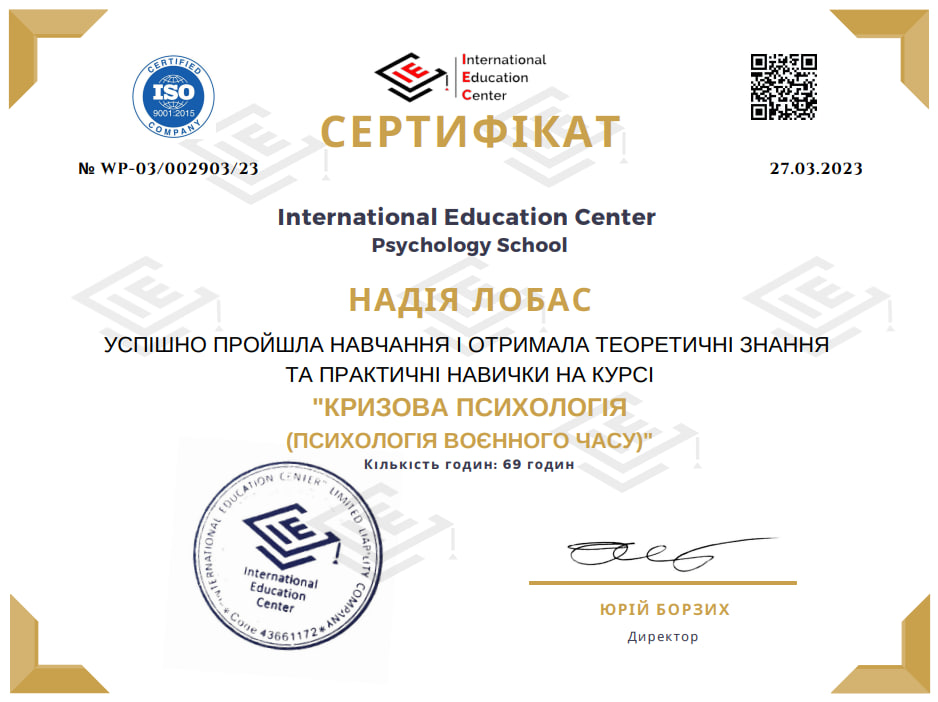 CERTIFIED
ISO
9001:2015
COMPANY
IE
International
Education
Center
СЕРТИФІКАТ
№ WP-03/002903/23
27.03.2023
International Education Center
Psychology School
НАДІЯ ЛОБАС
УСПІШНО ПРОЙШЛА НАВЧАННЯ І ОТРИМАЛА ТЕОРЕТИЧНІ ЗНАННЯ
ТА ПРАКТИЧНІ НАВИЧКИ НА КУРСІ
"КРИЗОВА ПСИХОЛОГІЯ
(ПСИХОЛОГІЯ ВОЄННОГО ЧАСУ)"
Кількість годин: 69 годин
"INTERNATIONAL EDUCATION CENTER" LIMITED LIABILITY COMPANY
IE
International
Education
Center
* Code 43661172 *
ЮРІЙ БОРЗИХ
Директор